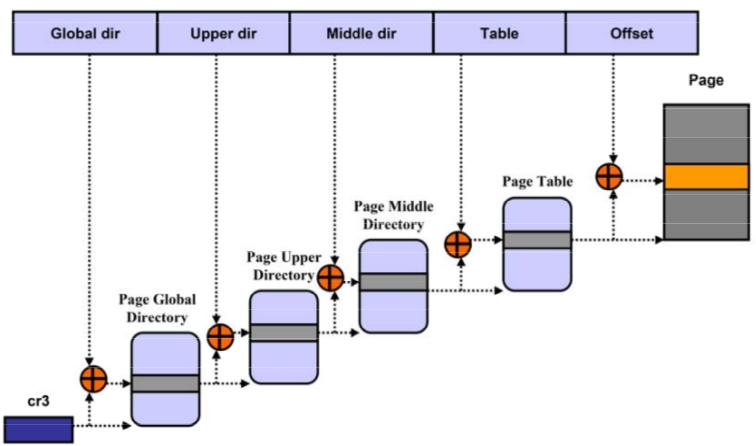 Global dir
Upper dir
Middle dir
Table
Offset
Page
Page Table
Page Middle
Directory
Page Upper
Directory
Page Global
Directory
cr3